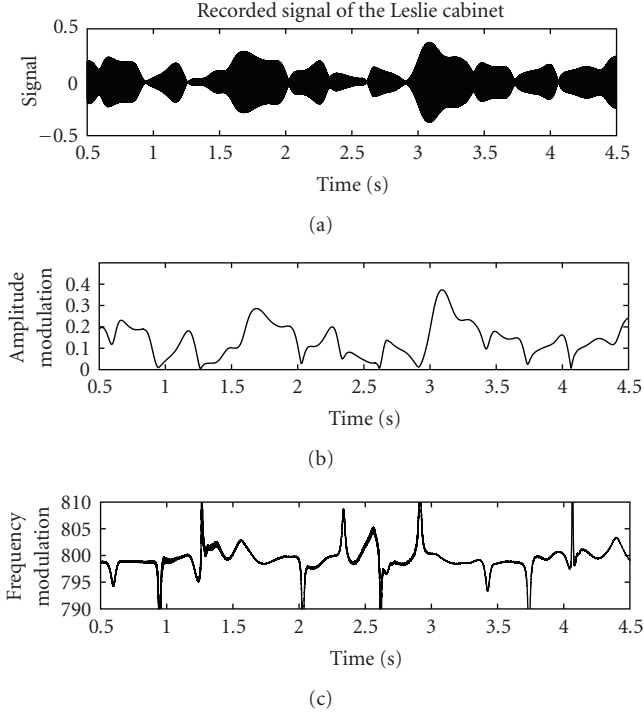 Recorded signal of the Leslie cabinet
Signal
0.5
0
−0.5
0.5 1 1.5 2 2.5 3 3.5 4 4.5
Time (s)
(a)
Amplitude
modulation
0.4
0.3
0.2
0.1
0
0.5 1 1.5 2 2.5 3 3.5 4 4.5
Time (s)
(b)
Frequency
modulation
810
805
800
795
790
0.5 1 1.5 2 2.5 3 3.5 4 4.5
Time (s)
(c)